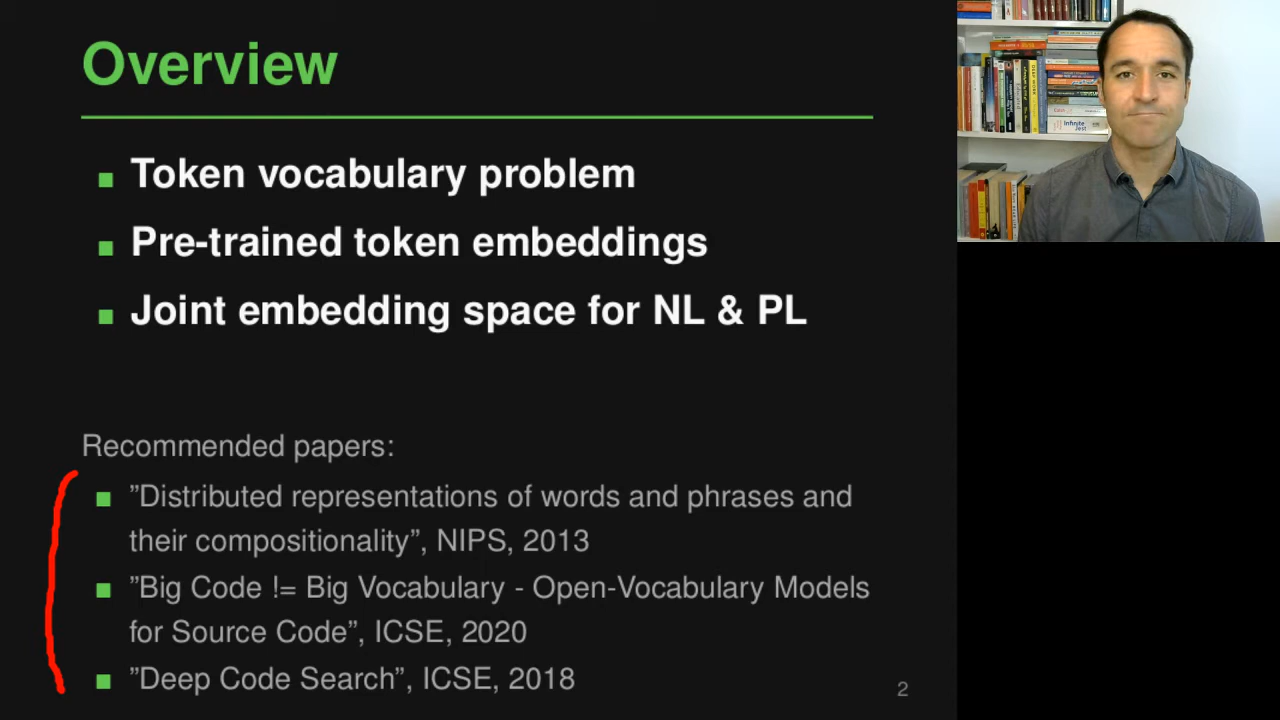 Overview
Token vocabulary problem
Pre-trained token embeddings
Joint embedding space for NL & PL
Recommended papers:
”Distributed representations of words and phrases and
their compositionality”, NIPS, 2013
”Big Code != Big Vocabulary - Open-Vocabulary Models
for Source Code”, ICSE, 2020
”Deep Code Search”, ICSE, 2018
2
Infinite
Jest